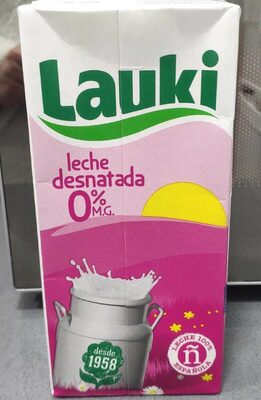 Lauki
leche
desnatada
0%
M.G.
desde
1958
LECHE 100%
ñ
ESPAÑOLA